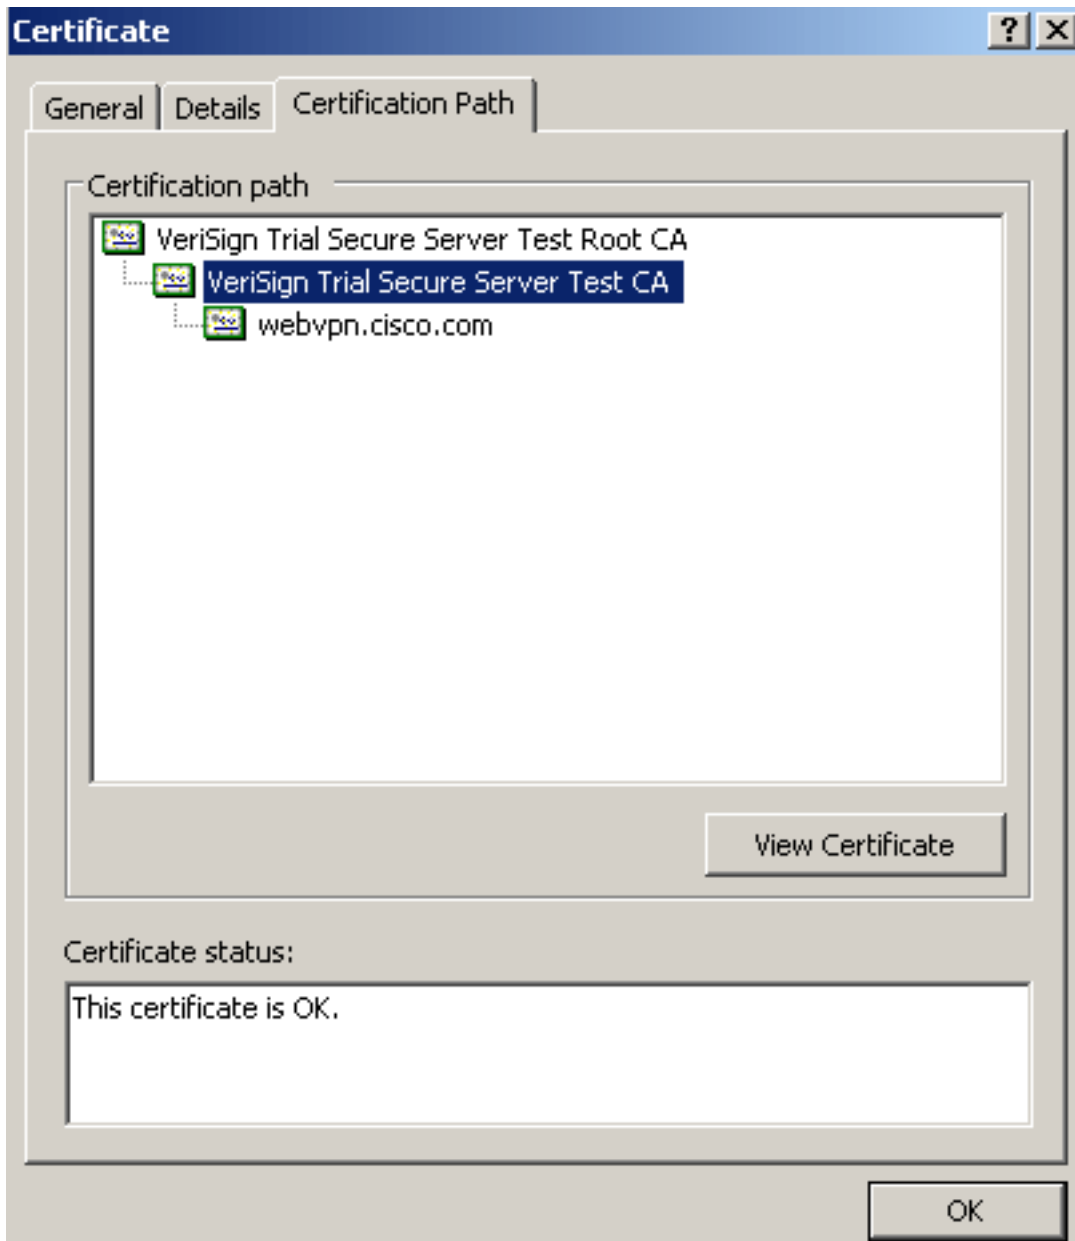 Certificate
General Details Certification Path
Certification path
VeriSign Trial Secure Server Test Root CA
VeriSign Trial Secure Server Test CA
webvpn.cisco.com
View Certificate
Certificate status:
This certificate is OK.
OK